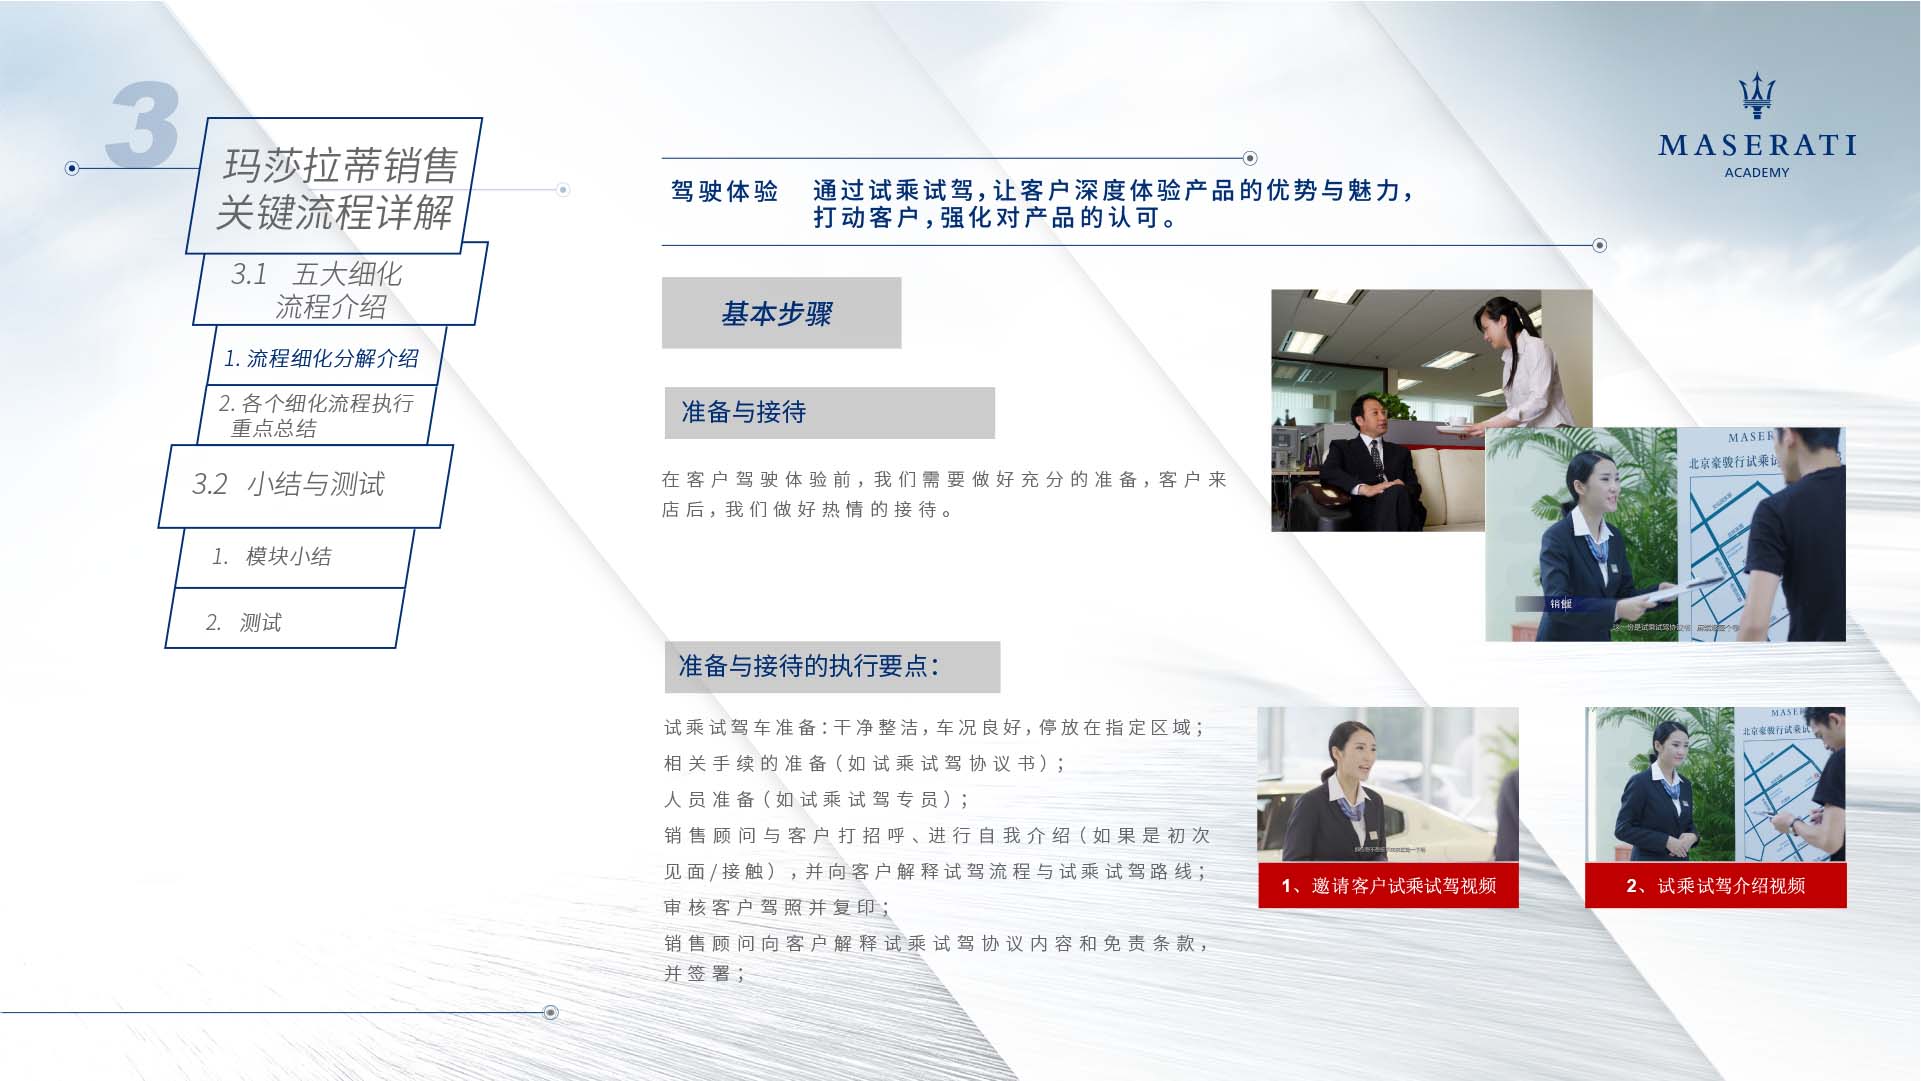 3
玛莎拉蒂销售
关键流程详解
3.1 五大细化
流程介绍
1. 流程细化分解介绍
2. 各个细化流程执行
重点总结
3.2 小结与测试
1. 模块小结
2. 测试
MASERATI
ACADEMY
驾驶体验 通过试乘试驾，让客户深度体验产品的优势与魅力，
打动客户，强化对产品的认可。
基本步骤
准备与接待
在客户驾驶体验前，我们需要做好充分的准备，客户来
店后，我们做好热情的接待。
MASER
北京豪骏行试乘试
准备与接待的执行要点：
试乘试驾车准备：干净整洁，车况良好，停放在指定区域；
相关手续的准备（如试乘试驾协议书）；
人员准备（如试乘试驾专员）；
销售顾问与客户打招呼、进行自我介绍（如果是初次
见面/接触），并向客户解释试驾流程与试乘试驾路线；
审核客户驾照并复印；
销售顾问向客户解释试乘试驾协议内容和免责条款，
并签署；
MASE
北京豪骏行试乘试
1、邀请客户试乘试驾视频
2、试乘试驾介绍视频